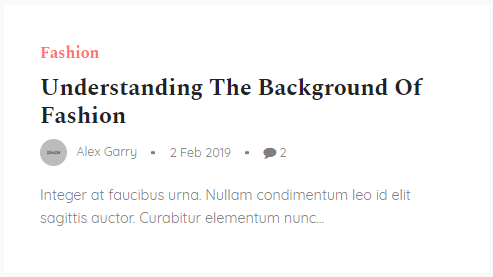 Fashion
Understanding The Background Of
Fashion
Alex Garry • 2 Feb 2019 • 2
Integer at faucibus urna. Nullam condimentum leo id elit
sagittis auctor. Curabitur elementum nunc...